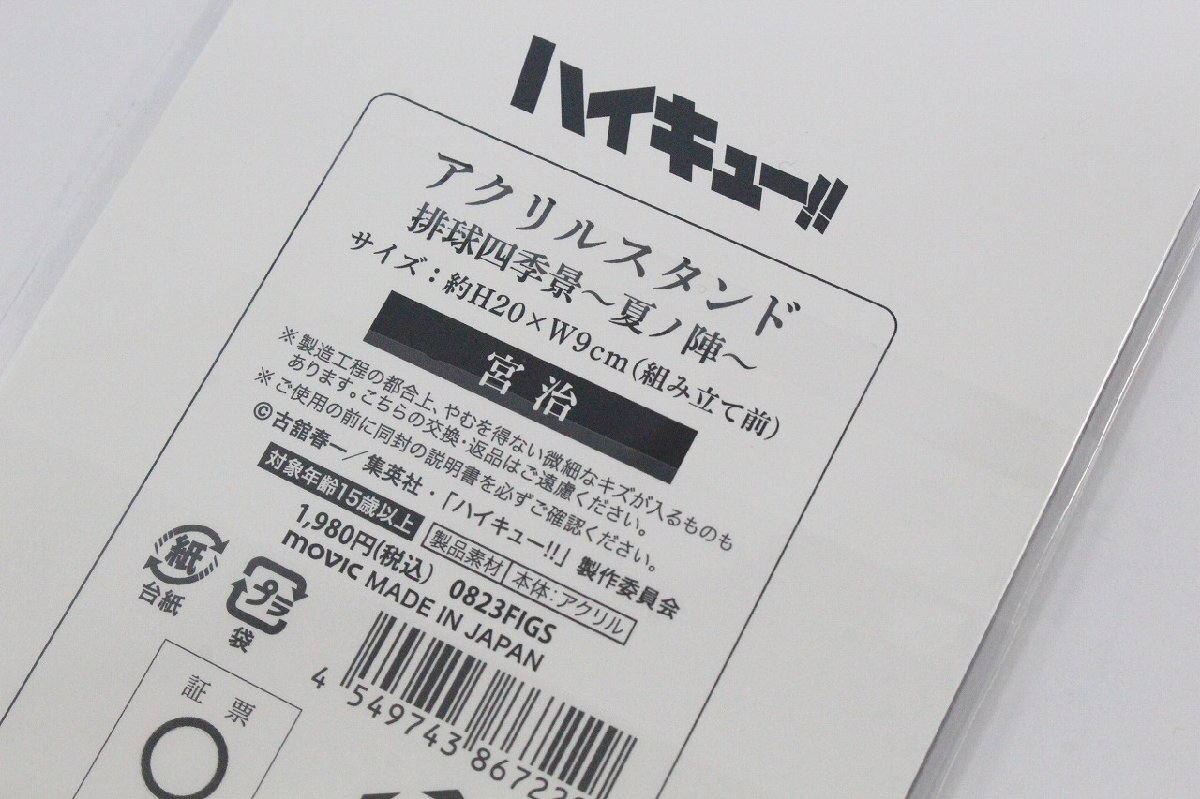 ハイキュー!!
アクリルスタンド
排球四季景～夏ノ陣～
サイズ：約H20×W9cm(組み立て前)
宮 治
※製造工程の都合上、やむを得ない微細なキズが入るものも
あります。こちらの交換・返品はご遠慮ください。
※ご使用の前に同封の説明書を必ずご確認ください。
©古舘春一／集英社・「ハイキュー!!」製作委員会
対象年齢15歳以上 製品素材 本体：アクリル
1,980円(税込) 0823FIGS
movic MADE IN JAPAN
紙
台紙
プラ
袋
4 549743 86722
証 票